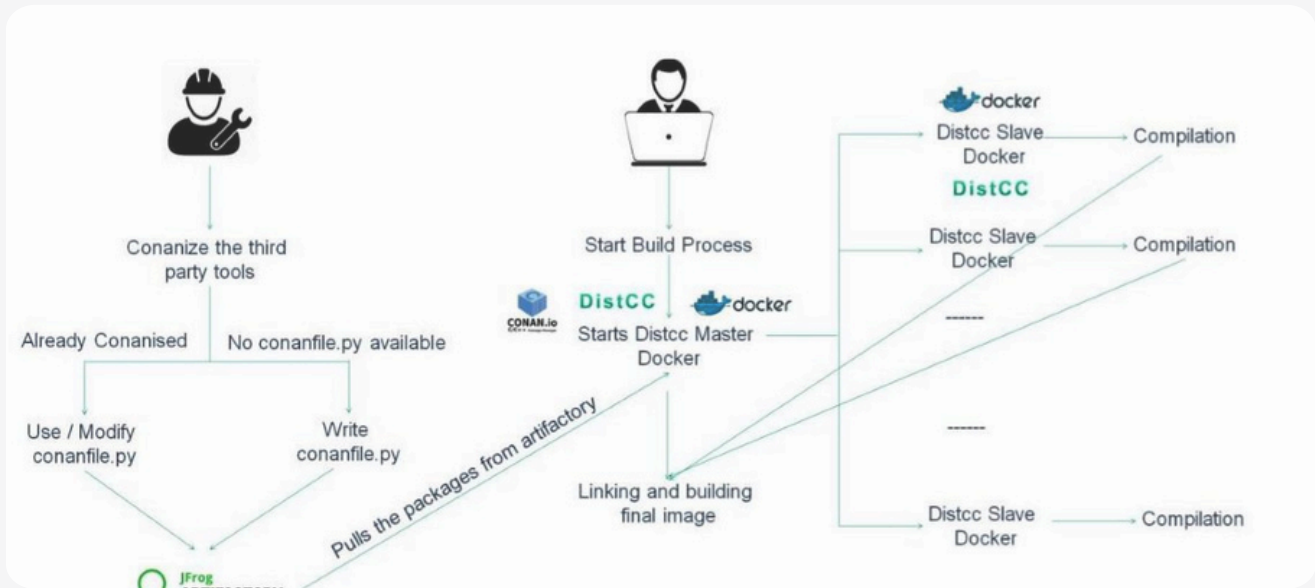 Conanize the third
party tools
Already Conanised
No conanfile.py available
Use / Modify
conanfile.py
Write
conanfile.py
JFrog
Pulls the packages from artifactory
Start Build Process
CONAN.io
DistCC
docker
Starts Distcc Master
Docker
Linking and building
final image
docker
Distcc Slave
Docker
DistCC
Compilation
Distcc Slave
Docker
Compilation
------
------
Distcc Slave
Docker
Compilation